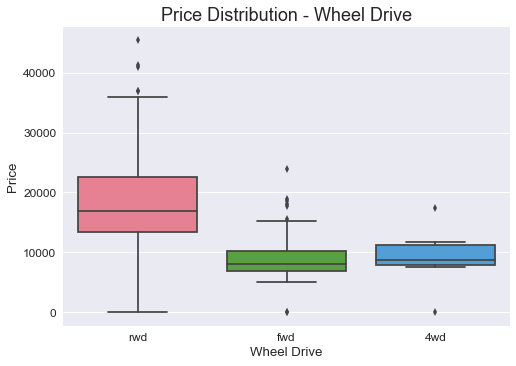 Price Distribution - Wheel Drive
40000
30000
20000
10000
0
Price
rwd
fwd
4wd
Wheel Drive